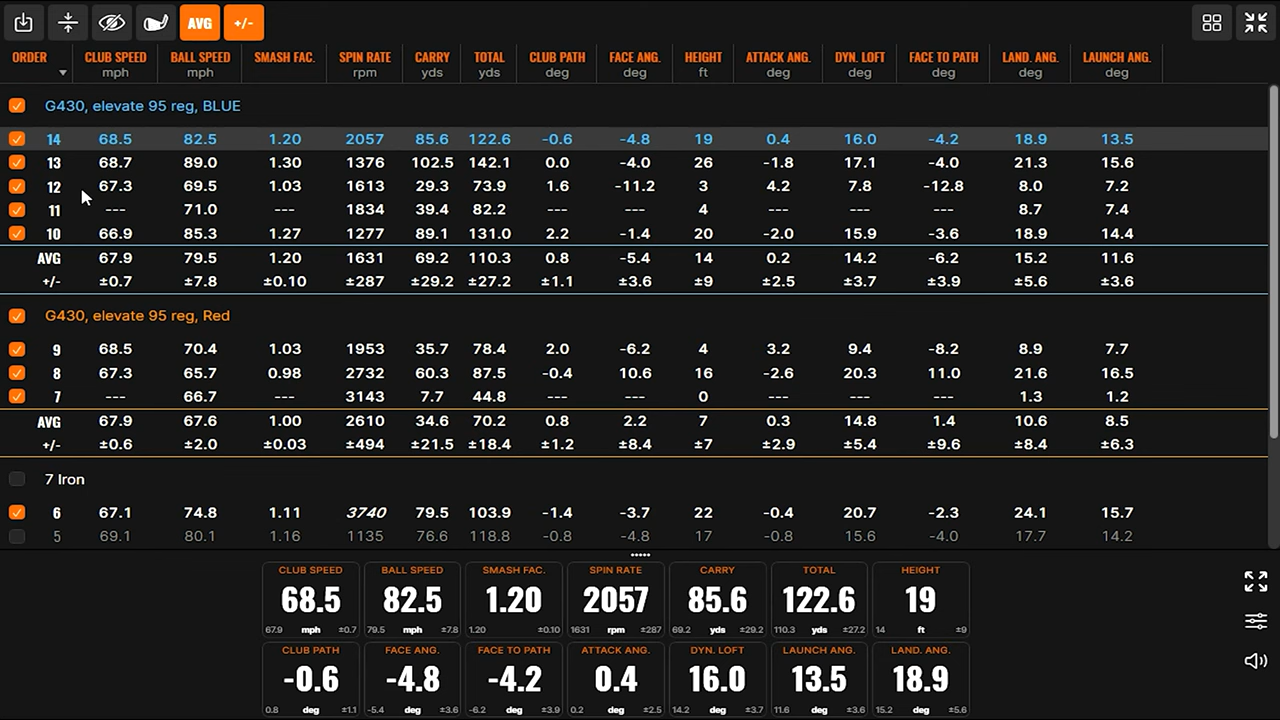 AVG +/-
ORDER CLUB SPEED BALL SPEED SMASH FAC. SPIN RATE CARRY TOTAL CLUB PATH FACE ANG. HEIGHT ATTACK ANG. DYN. LOFT FACE TO PATH LAND. ANG. LAUNCH ANG.
mph mph rpm yds yds deg deg ft deg deg deg deg deg
G430, elevate 95 reg, BLUE
14 68.5 82.5 1.20 2057 85.6 122.6 -0.6 -4.8 19 0.4 16.0 -4.2 18.9 13.5
13 68.7 89.0 1.30 1376 102.5 142.1 0.0 -4.0 26 -1.8 17.1 -4.0 21.3 15.6
12 67.3 69.5 1.03 1613 29.3 73.9 1.6 -11.2 3 4.2 7.8 -12.8 8.0 7.2
11 --- 71.0 --- 1834 39.4 82.2 --- --- 4 --- --- --- 8.7 7.4
10 66.9 85.3 1.27 1277 89.1 131.0 2.2 -1.4 20 -2.0 15.9 -3.6 18.9 14.4
AVG 67.9 79.5 1.20 1631 69.2 110.3 0.8 -5.4 14 0.2 14.2 -6.2 15.2 11.6
+/- ±0.7 ±7.8 ±0.10 ±287 ±29.2 ±27.2 ±1.1 ±3.6 ±9 ±2.5 ±3.7 ±3.9 ±5.6 ±3.6
G430, elevate 95 reg, Red
9 68.5 70.4 1.03 1953 35.7 78.4 2.0 -6.2 4 3.2 9.4 -8.2 8.9 7.7
8 67.3 65.7 0.98 2732 60.3 87.5 -0.4 10.6 16 -2.6 20.3 11.0 21.6 16.5
7 --- 66.7 --- 3143 7.7 44.8 --- --- 0 --- --- --- 1.3 1.2
AVG 67.9 67.6 1.00 2610 34.6 70.2 0.8 2.2 7 0.3 14.8 1.4 10.6 8.5
+/- ±0.6 ±2.0 ±0.03 ±494 ±21.5 ±18.4 ±1.2 ±8.4 ±7 ±2.9 ±5.4 ±9.6 ±8.4 ±6.3
7 Iron
6 67.1 74.8 1.11 3740 79.5 103.9 -1.4 -3.7 22 -0.4 20.7 -2.3 24.1 15.7
5 69.1 80.1 1.16 1135 76.6 118.8 -0.8 -4.8 17 -0.8 15.6 -4.0 17.7 14.2
CLUB SPEED BALL SPEED SMASH FAC. SPIN RATE CARRY TOTAL HEIGHT
68.5 82.5 1.20 2057 85.6 122.6 19
67.9 mph ±0.7 79.5 mph ±7.8 1.20 ±0.10 1631 rpm ±287 69.2 yds ±29.2 110.3 yds ±27.2 14 ft ±9
CLUB PATH FACE ANG. FACE TO PATH ATTACK ANG. DYN. LOFT LAUNCH ANG. LAND. ANG.
-0.6 -4.8 -4.2 0.4 16.0 13.5 18.9
0.8 deg ±1.1 -5.4 deg ±3.6 -6.2 deg ±3.9 0.2 deg ±2.5 14.2 deg ±3.7 11.6 deg ±3.6 15.2 deg ±5.6